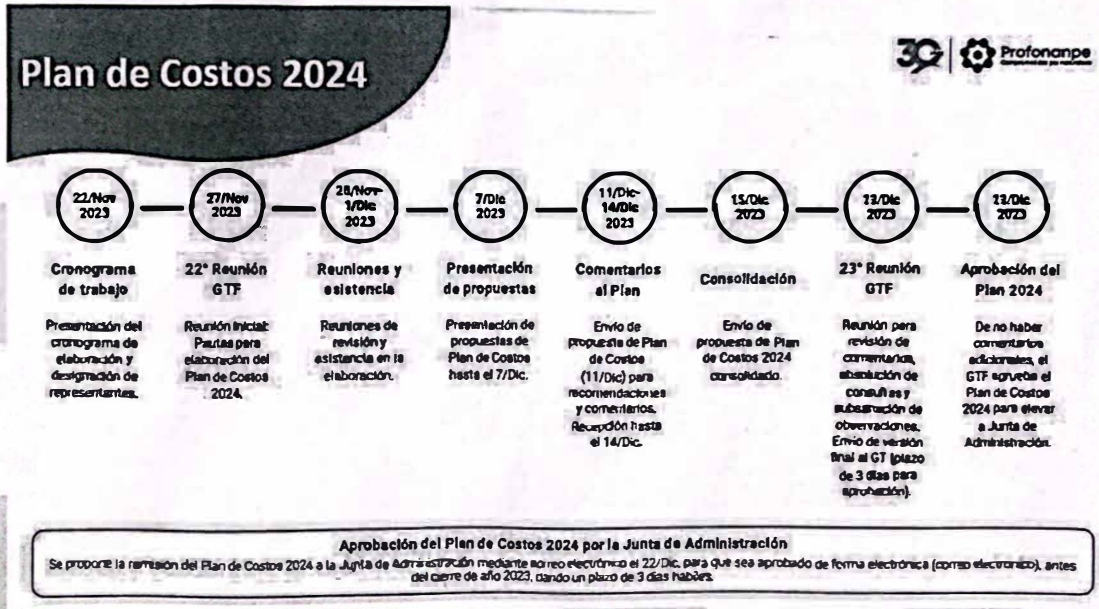 Plan de Costos 2024
30
Profonanpe
22/Nov
2023
27/Nov
2023
28/Nov-
1/Dic
2023
7/Dic
2023
11/Dic-
14/Dic
2023
15/Dic
2023
2023
2023
Cronograma
de trabajo
22° Reunión
GTF
Reuniones y
asistencia
Presentación
de propuestas
Comentarios
al Plan
Consolidación
23° Reunión
GTF
Aprobación del
Plan 2024
Presentación del
cronograma de
elaboración y
designación de
representantes.
Reunión Inicial:
Pautas para
elaboración del
Plan de Costos
2024.
Reuniones de
revisión y
asistencia en la
elaboración.
Presentación de
propuestas de
Plan de Costos
hasta el 7/Dic.
Envío de
propuesta de Plan
de Costos
(11/Dic) para
recomendaciones
y comentarios.
Recepción hasta
el 14/Dic.
Envío de
propuesta de Plan
de Costos 2024
consolidado.
Reunión para
revisión de
comentarios,
absolución de
consultas y
subsanación de
observaciones.
Envío de versión
final al GT (plazo
de 3 días para
aprobación).
De no haber
comentarios
adicionales, el
GTF aprueba el
Plan de Costos
2024 para elevar
a Junta de
Administración.
Aprobación del Plan de Costos 2024 por la Junta de Administración
Se propone la remisión del Plan de Costos 2024 a la Junta de Administración mediante correo electrónico el 22/Dic, para que sea aprobado de forma electrónica (correo electrónico), antes
del cierre de año 2023, dando un plazo de 3 días hábiles.